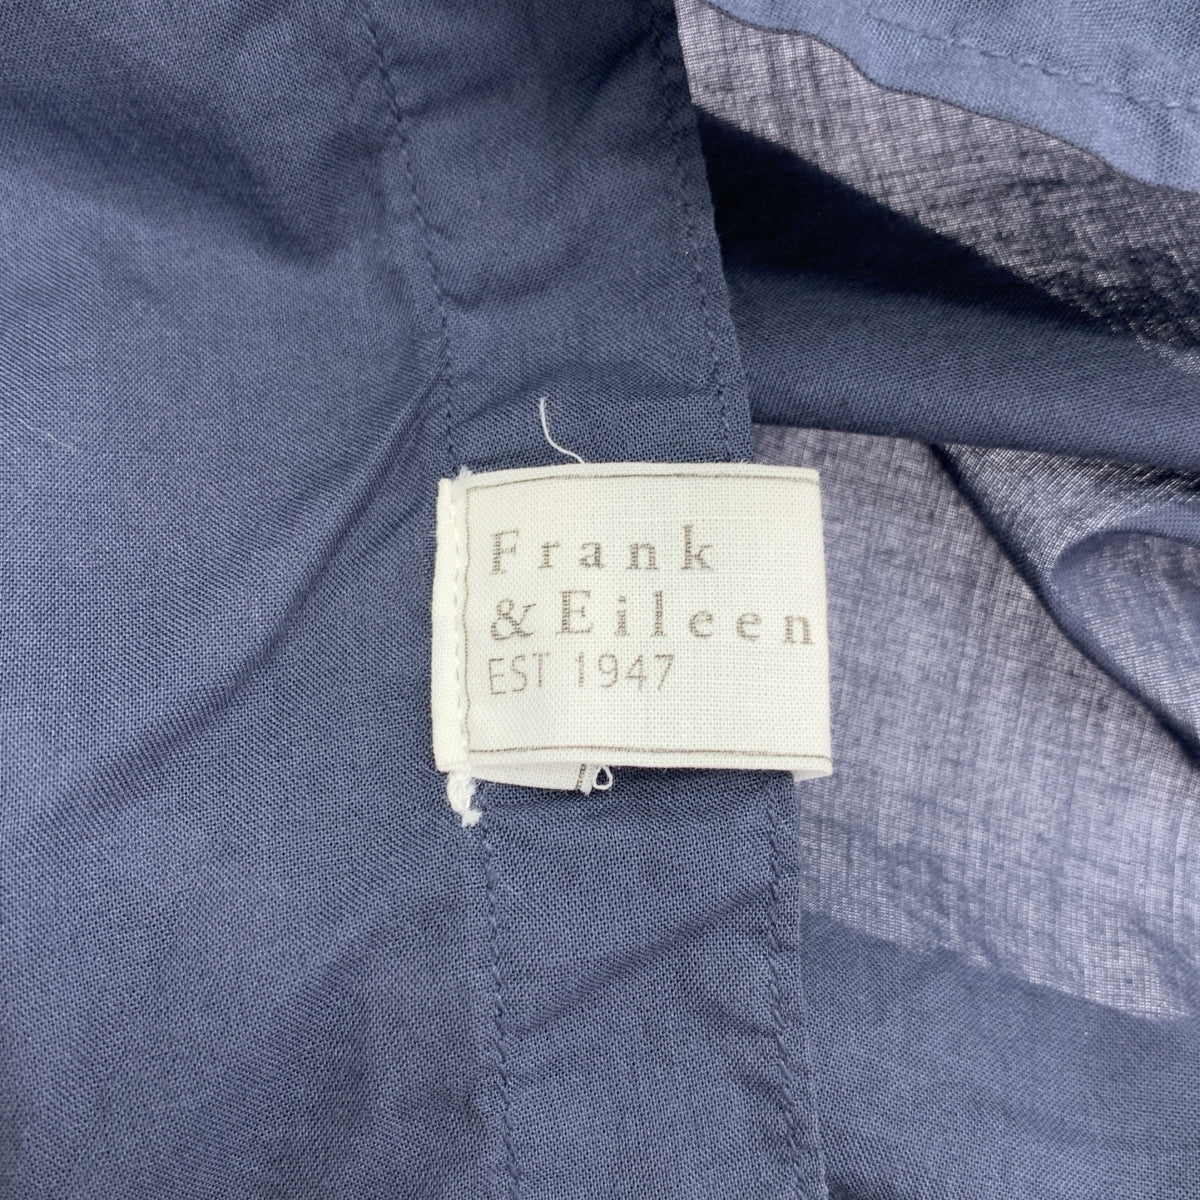 Frank
& Eileen
EST 1947